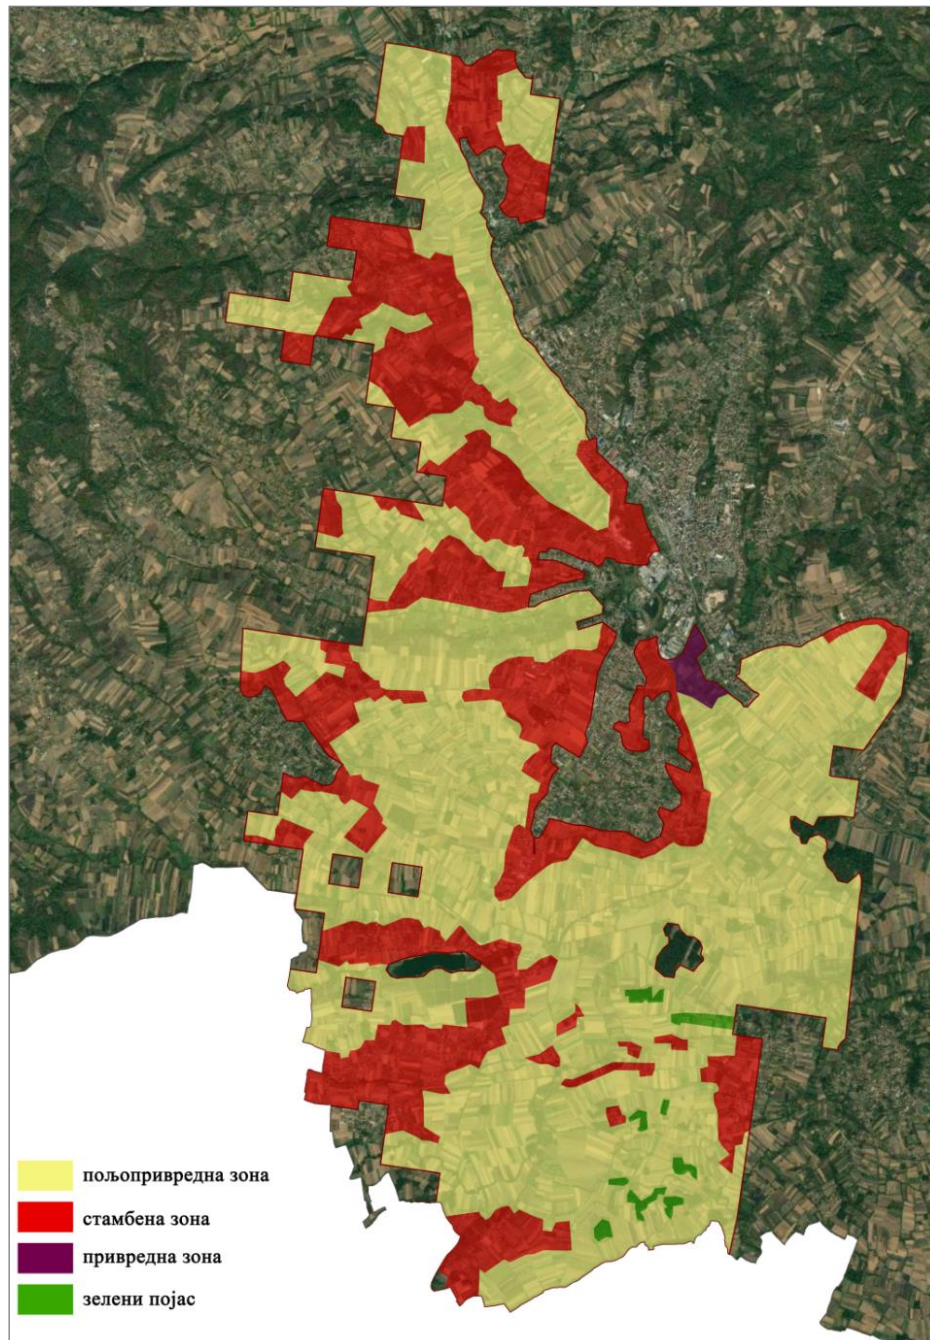 пољопривредна зона
стамбена зона
привредна зона
зелени појас